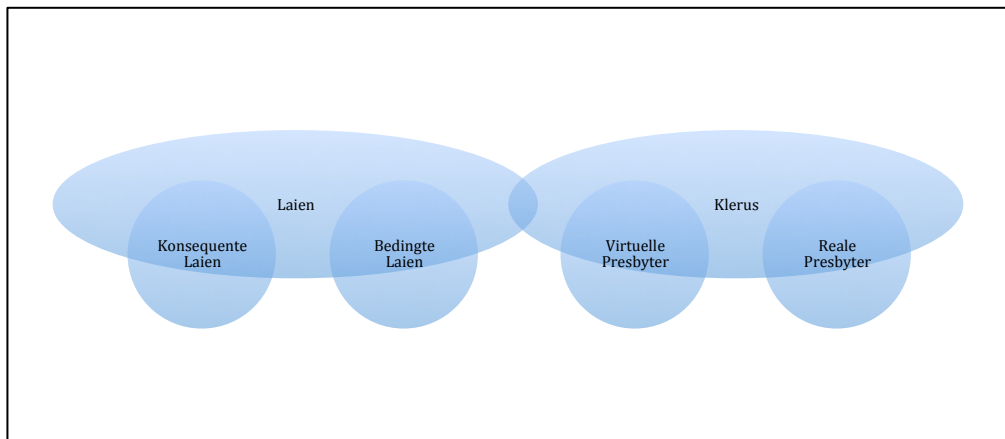 Laien
Klerus
Konsequente
Laien
Bedingte
Laien
Virtuelle
Presbyter
Reale
Presbyter